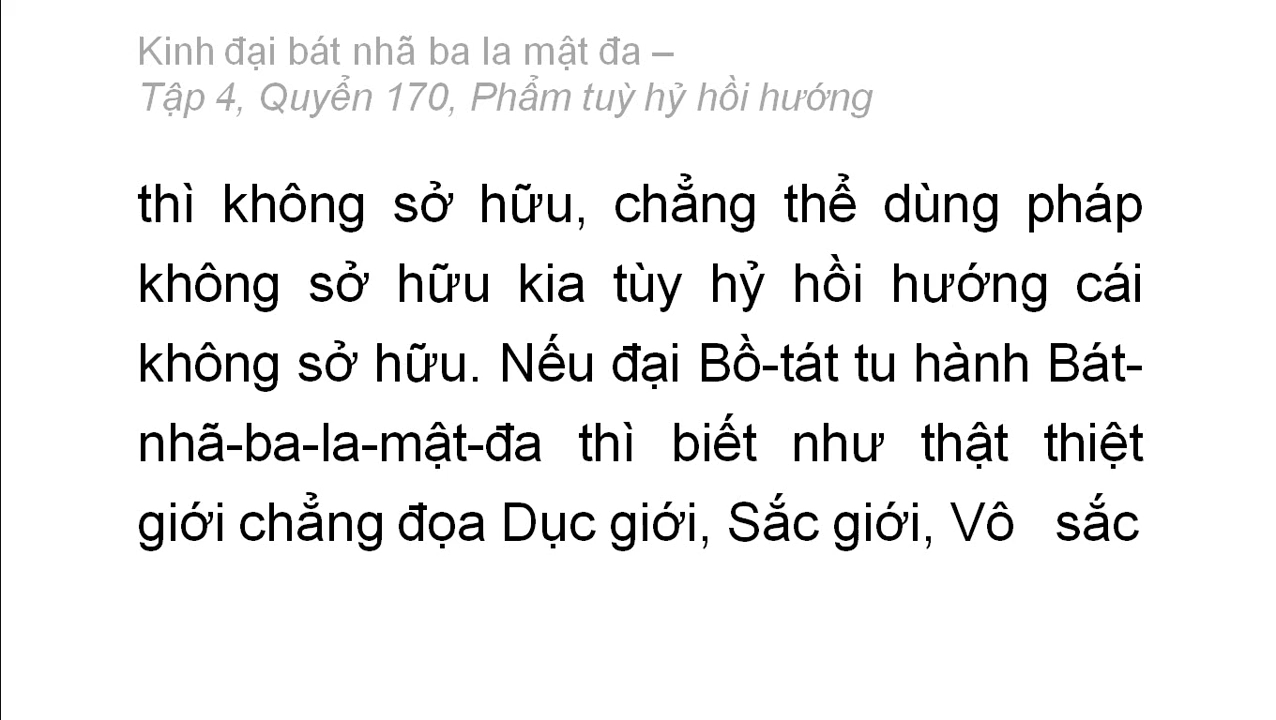 Kinh đại bát nhã ba la mật đa –
Tập 4, Quyển 170, Phẩm tuỳ hỷ hồi hướng
thì không sở hữu, chẳng thể dùng pháp
không sở hữu kia tùy hỷ hồi hướng cái
không sở hữu. Nếu đại Bồ-tát tu hành Bát-
nhã-ba-la-mật-đa thì biết như thật thiệt
giới chẳng đọa Dục giới, Sắc giới, Vô sắc